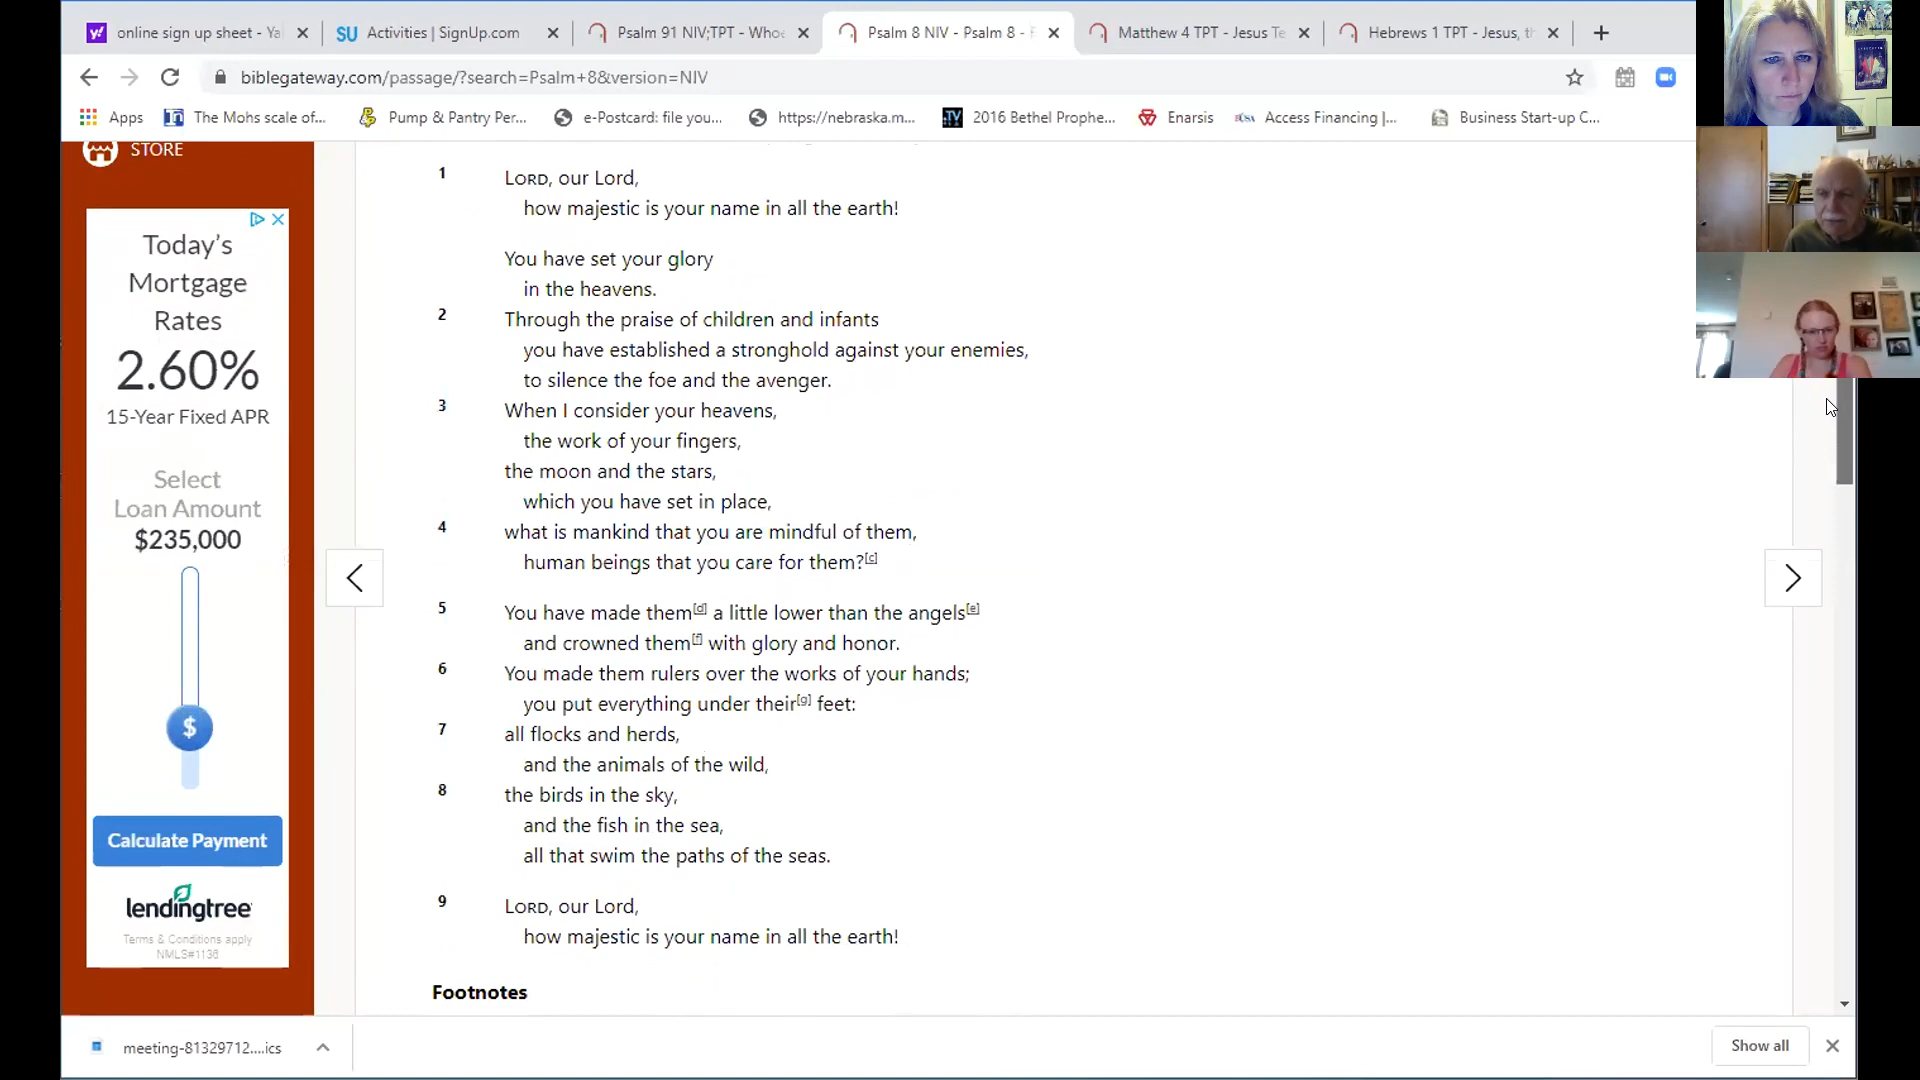 online sign up sheet - Ya
Activities | SignUp.com
Psalm 91 NIV;TPT - Who
Psalm 8 NIV - Psalm 8 -
Matthew 4 TPT - Jesus Te
Hebrews 1 TPT - Jesus, th
biblegateway.com/passage/?search=Psalm+8&version=NIV
Apps
The Mohs scale of...
Pump & Pantry Per...
e-Postcard: file you...
https://nebraska.m...
2016 Bethel Prophe...
Enarsis
Access Financing |...
Business Start-up C...
STORE
Today's
Mortgage
Rates
2.60%
15-Year Fixed APR
Select
Loan Amount
$235,000
$
Calculate Payment
lendingtree
Terms & Conditions apply
NMLS#1136
1 LORD, our Lord,
how majestic is your name in all the earth!
You have set your glory
in the heavens.
2 Through the praise of children and infants
you have established a stronghold against your enemies,
to silence the foe and the avenger.
3 When I consider your heavens,
the work of your fingers,
the moon and the stars,
which you have set in place,
4 what is mankind that you are mindful of them,
human beings that you care for them?[c]
5 You have made them[d] a little lower than the angels[e]
and crowned them[f] with glory and honor.
6 You made them rulers over the works of your hands;
you put everything under their[g] feet:
7 all flocks and herds,
and the animals of the wild,
8 the birds in the sky,
and the fish in the sea,
all that swim the paths of the seas.
9 LORD, our Lord,
how majestic is your name in all the earth!
Footnotes
meeting-81329712....ics
Show all